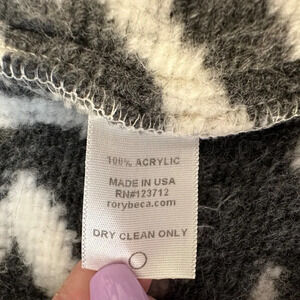 100% ACRYLIC
MADE IN USA
RN#123712
rorybeca.com
DRY CLEAN ONLY